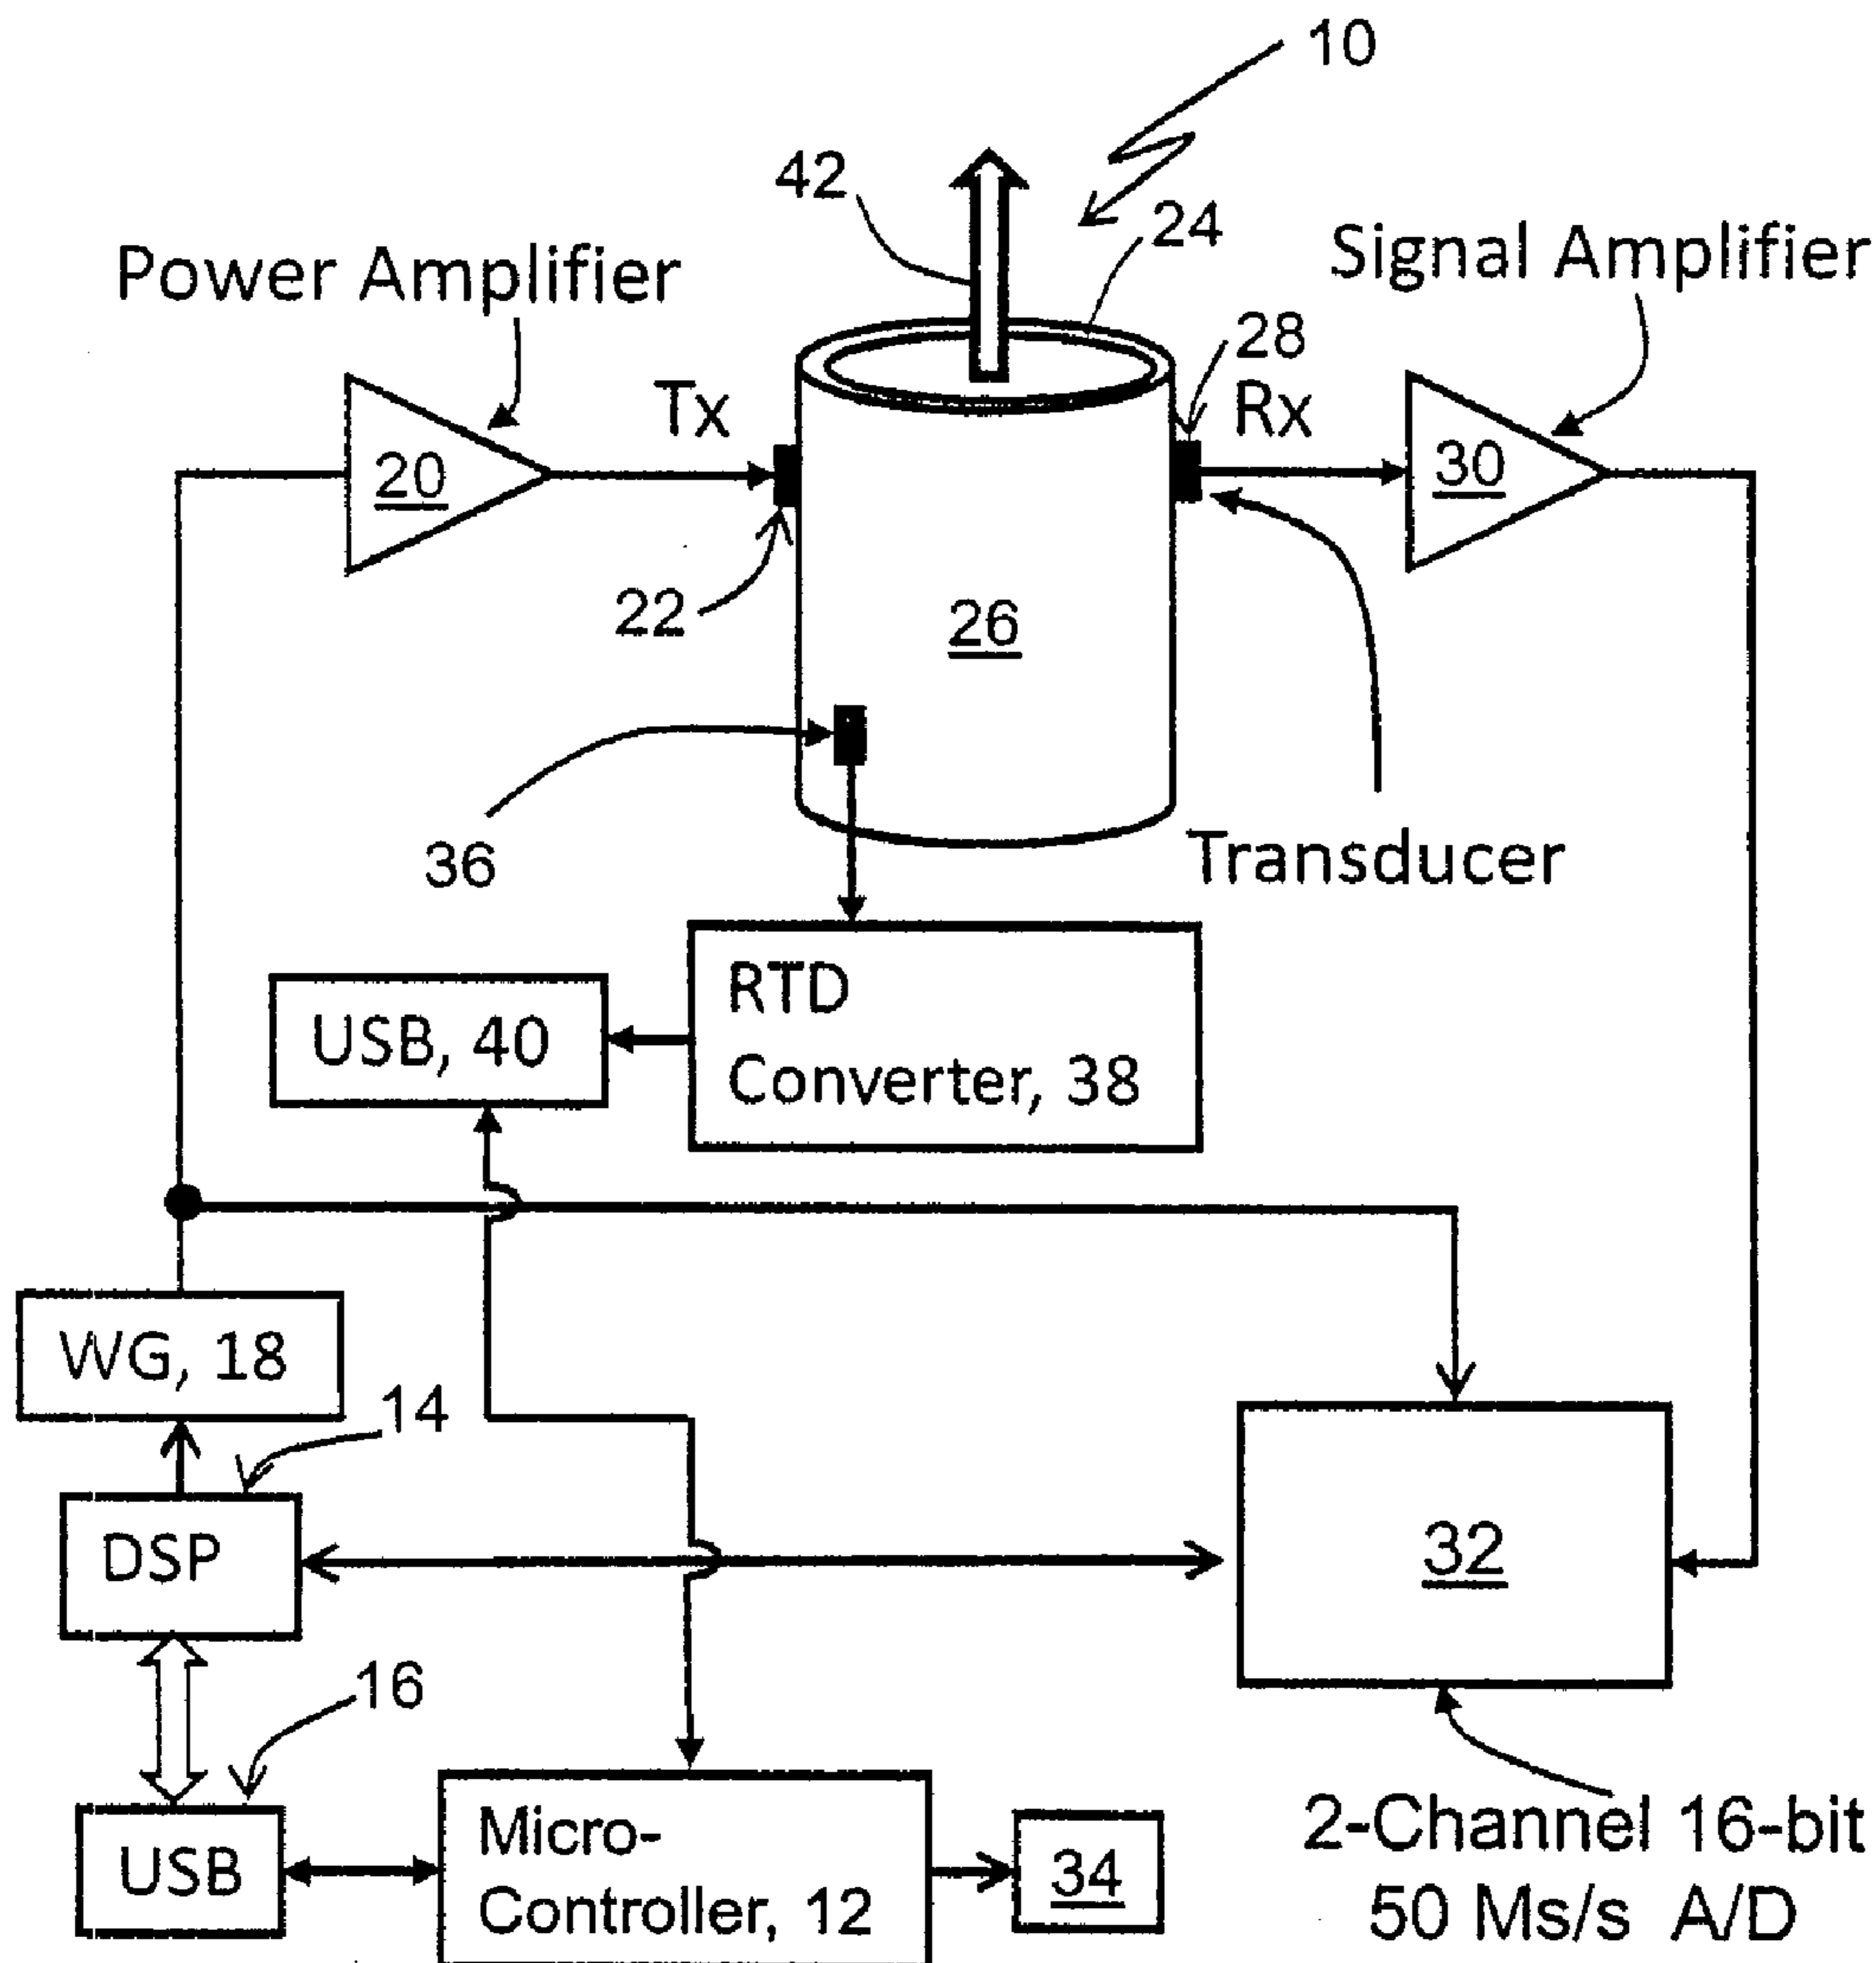 10
42
24
Power Amplifier
Signal Amplifier
28
Tx
Rx
20
30
22
26
36
Transducer
RTD
Converter, 38
USB, 40
WG, 18
14
DSP
32
16
USB
Micro-
Controller, 12
34
2-Channel 16-bit
50 Ms/s A/D